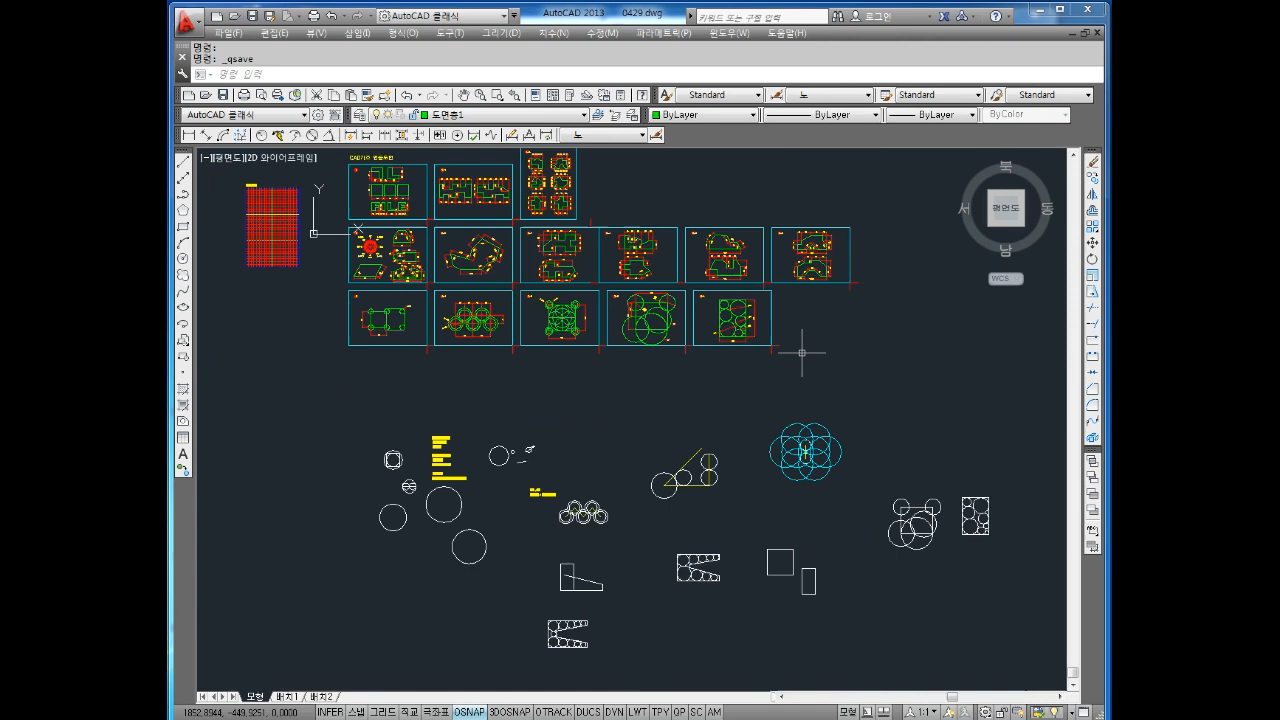 AutoCAD 클래식
AutoCAD 2013 0429.dwg
키워드 또는 구절 입력
로그인
파일(F) 편집(E) 뷰(V) 삽입(I) 형식(O) 도구(T) 그리기(D) 치수(N) 수정(M) 파라메트릭(P) 윈도우(W) 도움말(H)
명령:
명령: _qsave
명령 입력
Standard Standard Standard
AutoCAD 클래식 도면층1 ByLayer ByLayer ByLayer ByColor
[-][평면도][2D 와이어프레임]
Y
X
북
서 평면도 동
남
WCS
모형 배치1 배치2
1852,8944, -449,9251, 0,0000 INFER 스냅 그리드 직교 극좌표 OSNAP 3DOSNAP OTRACK DUCS DYN LWT TPY QP SC AM 모형 1:1